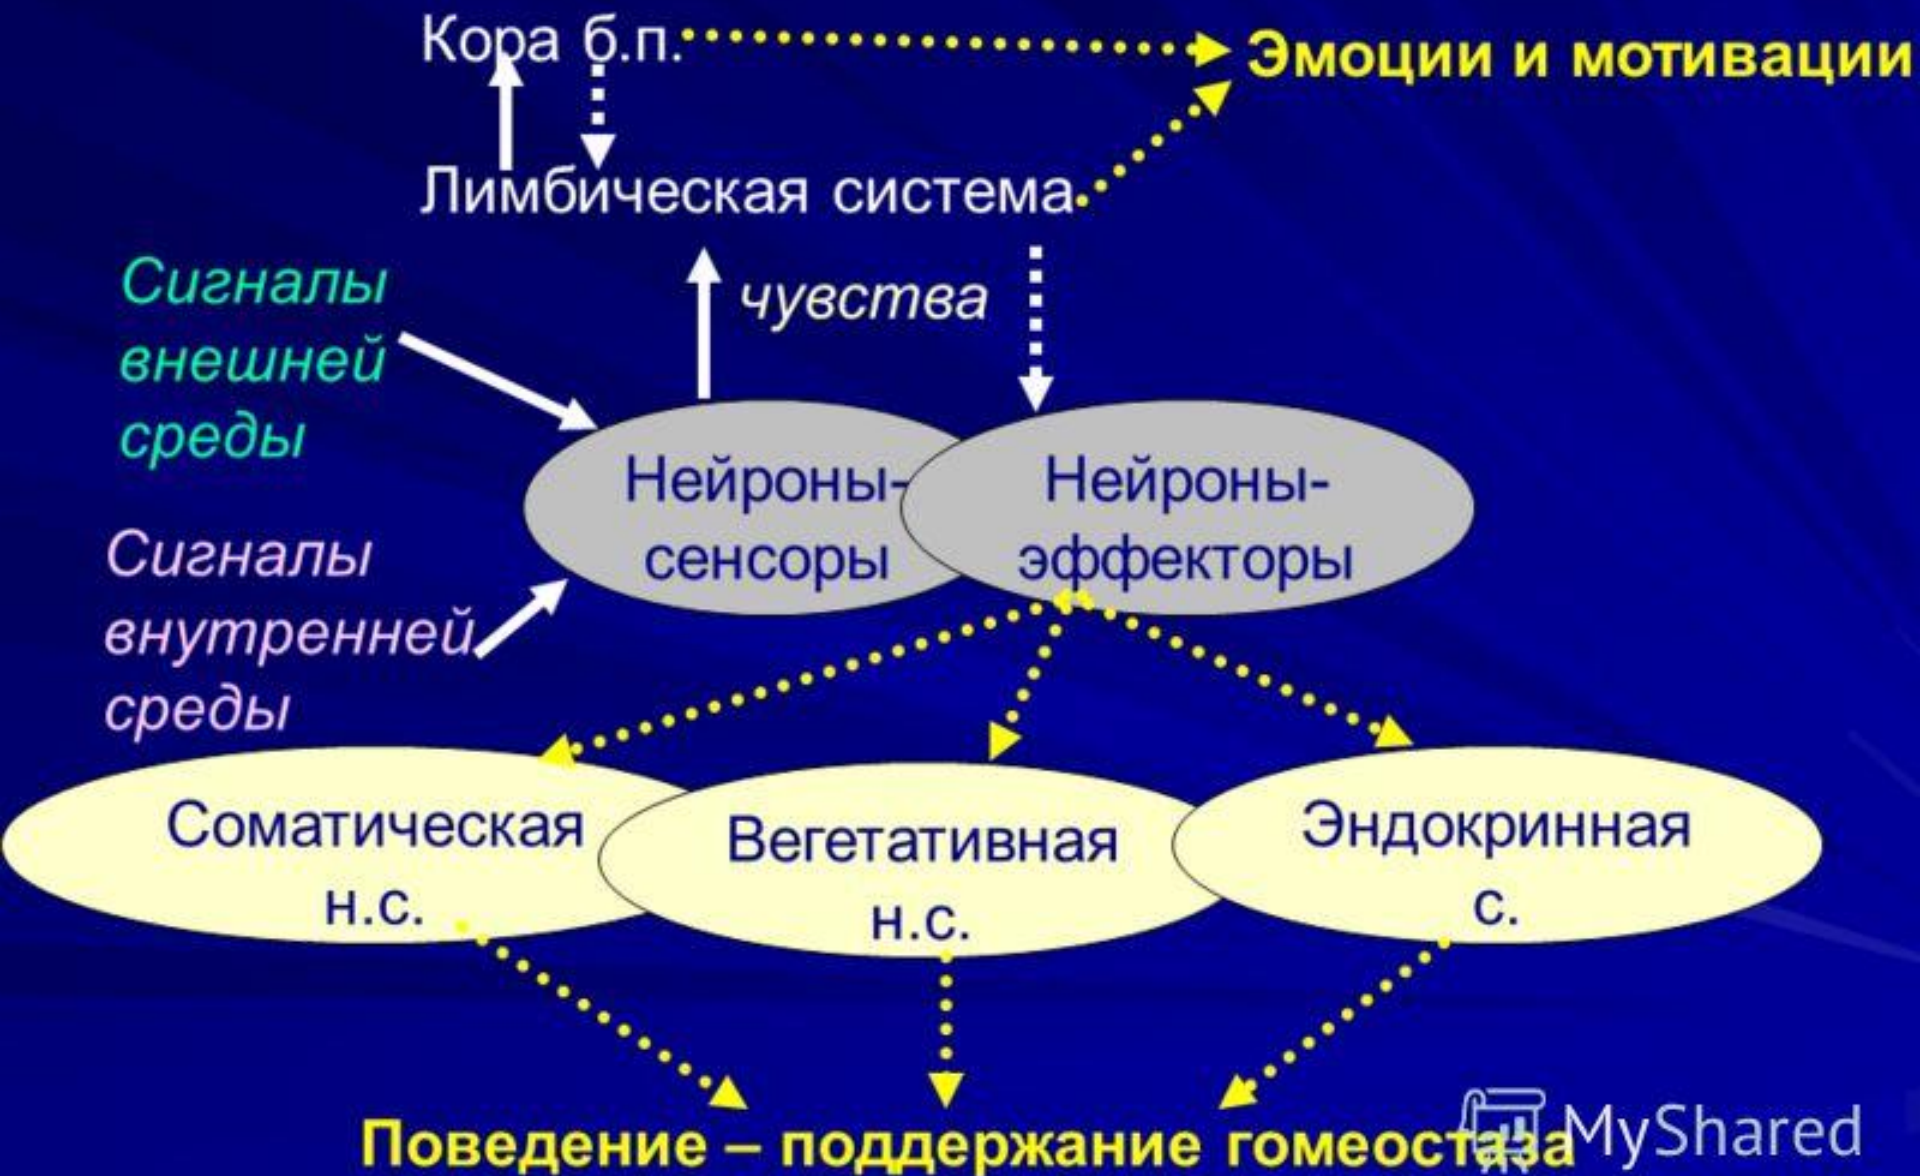 Кора б.п.
Эмоции и мотивации
Лимбическая система
Сигналы
внешней
среды
чувства
Нейроны-
сенсоры
Нейроны-
эффекторы
Сигналы
внутренней
среды
Соматическая
н.с.
Вегетативная
н.с.
Эндокринная
с.
Поведение – поддержание гомеостаза
MyShared